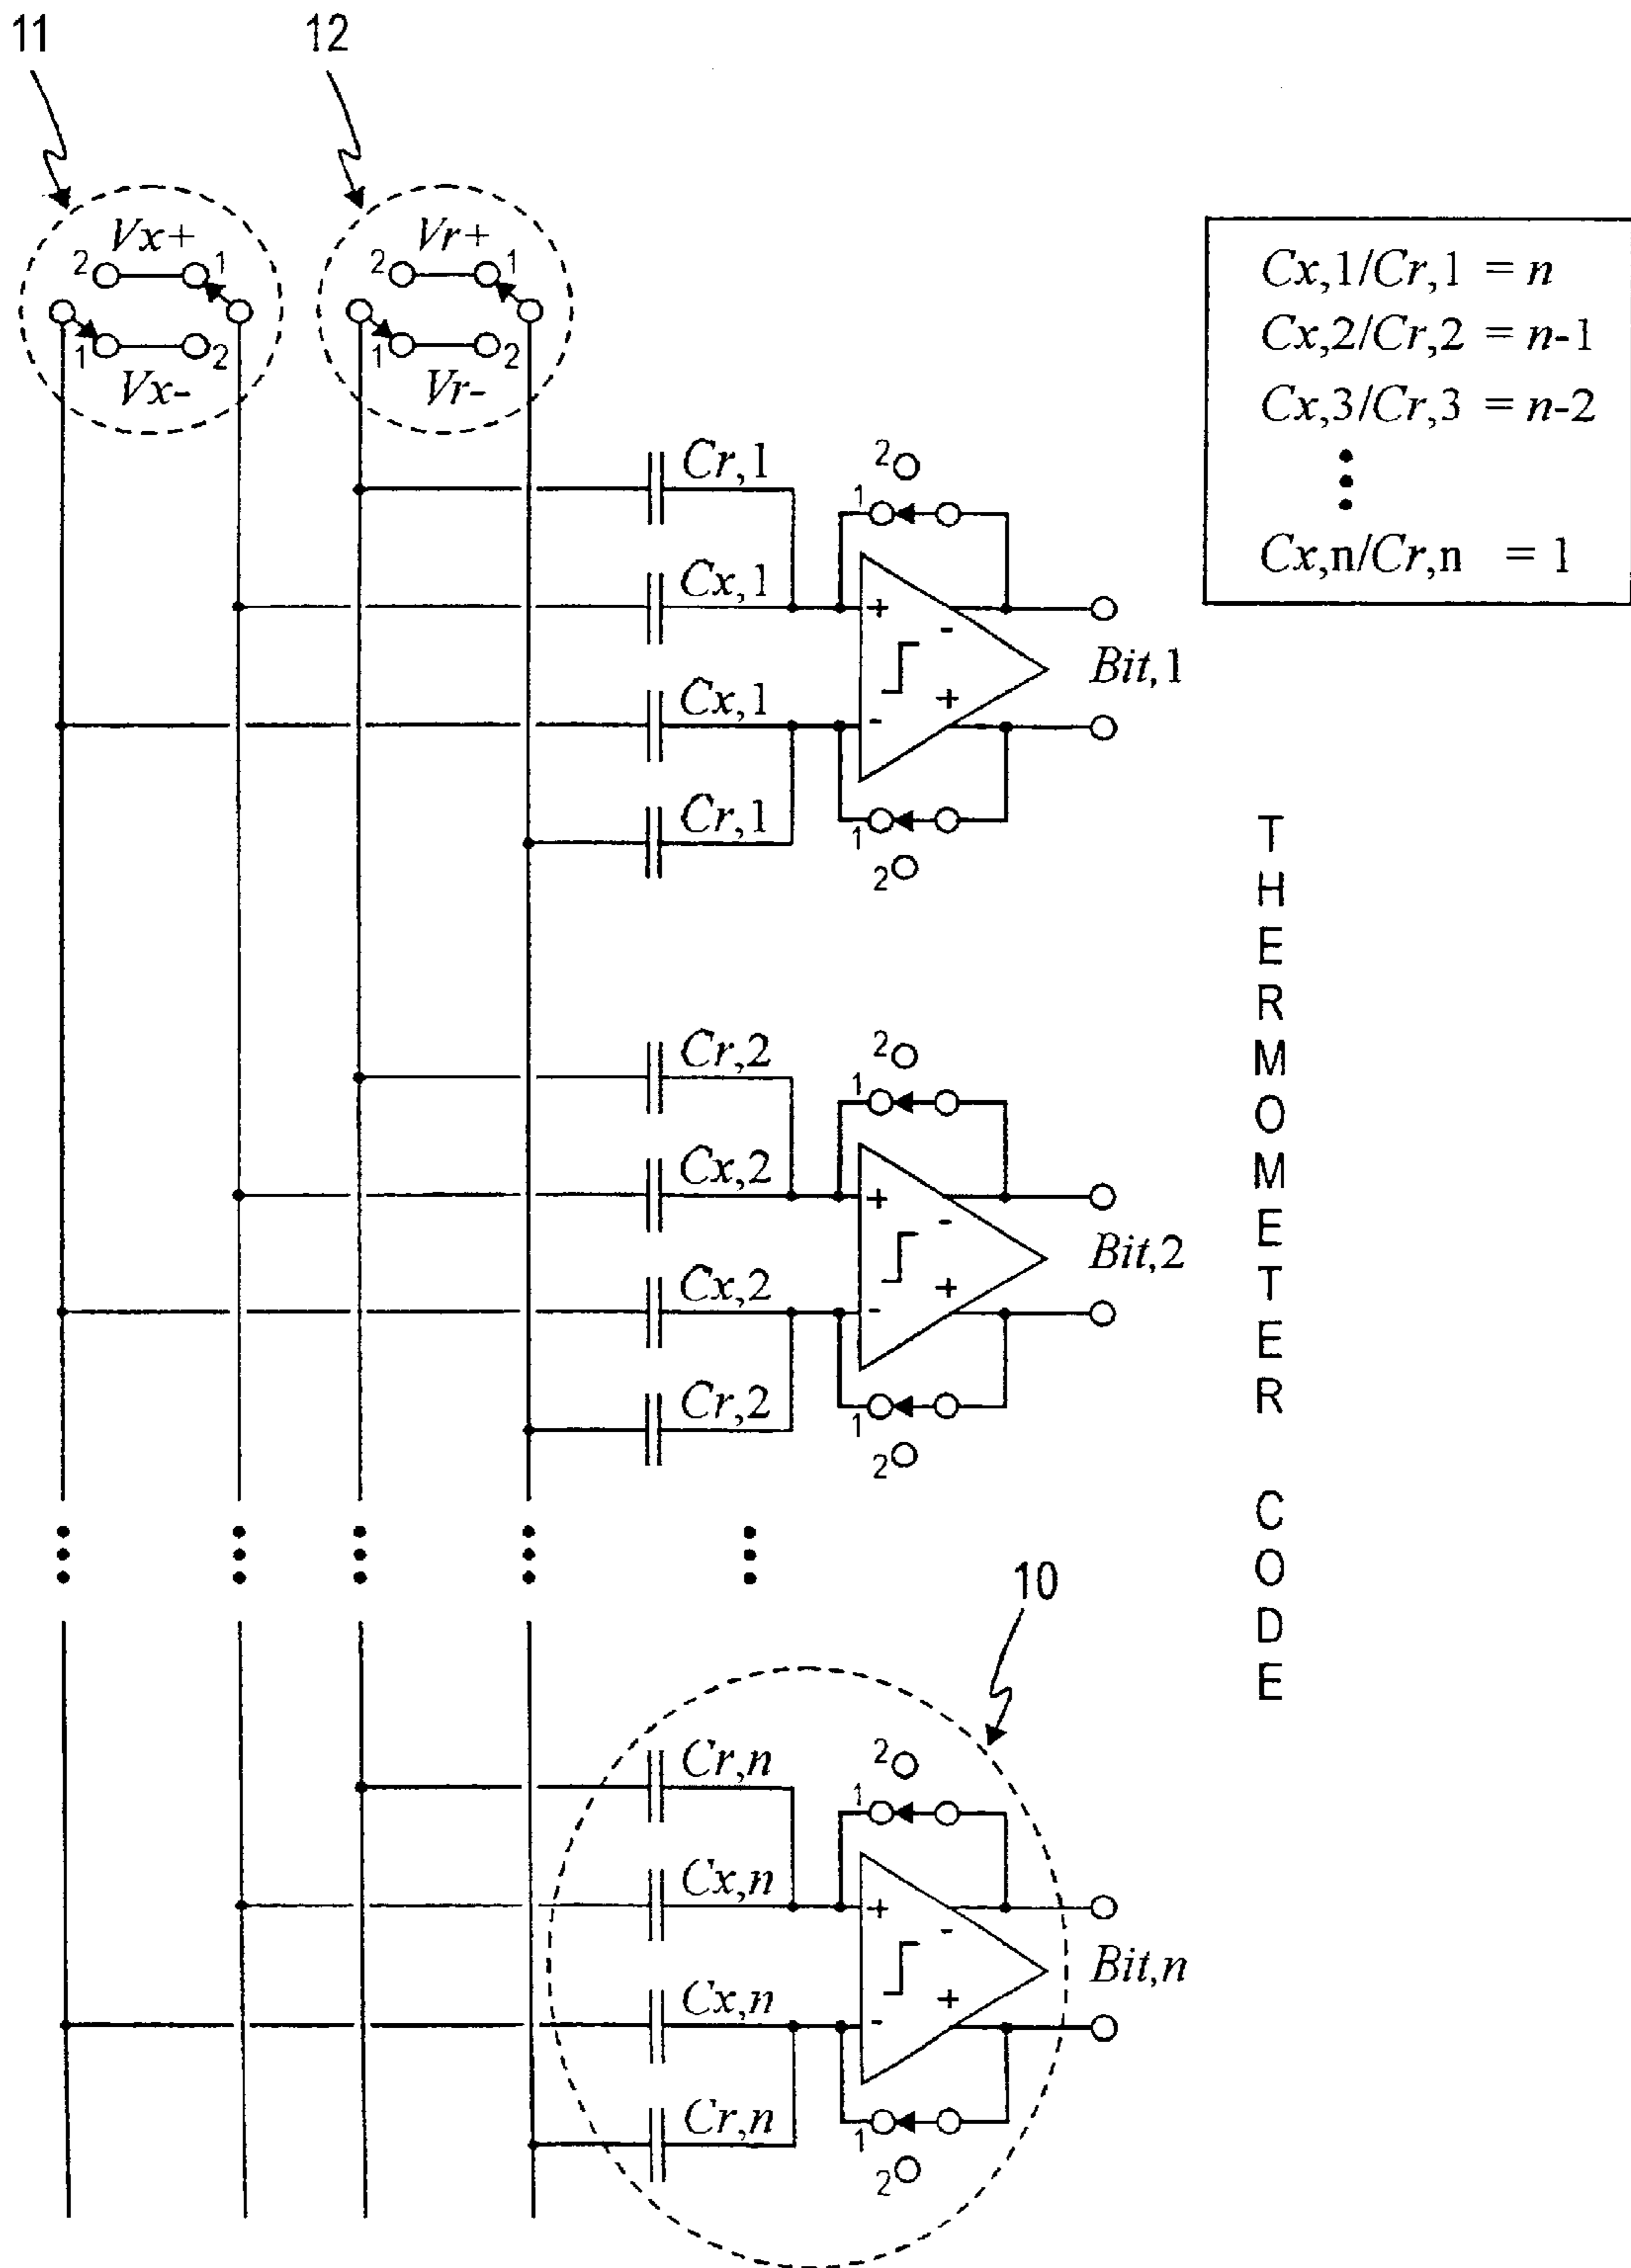 11
12
Vx+
2 1
1 2
Vx-
Vr+
2 1
1 2
Vr-
Cx,1/Cr,1 = n
Cx,2/Cr,2 = n-1
Cx,3/Cr,3 = n-2
Cx,n/Cr,n = 1
Cr,1
2
1
Cx,1
+
-
Bit,1
Cx,1
-
+
Cr,1
1
2
Cr,2
2
1
Cx,2
+
-
Bit,2
Cx,2
-
+
Cr,2
1
2
THERMOMETER CODE
10
Cr,n
2
1
Cx,n
+
-
Bit,n
Cx,n
-
+
Cr,n
1
2